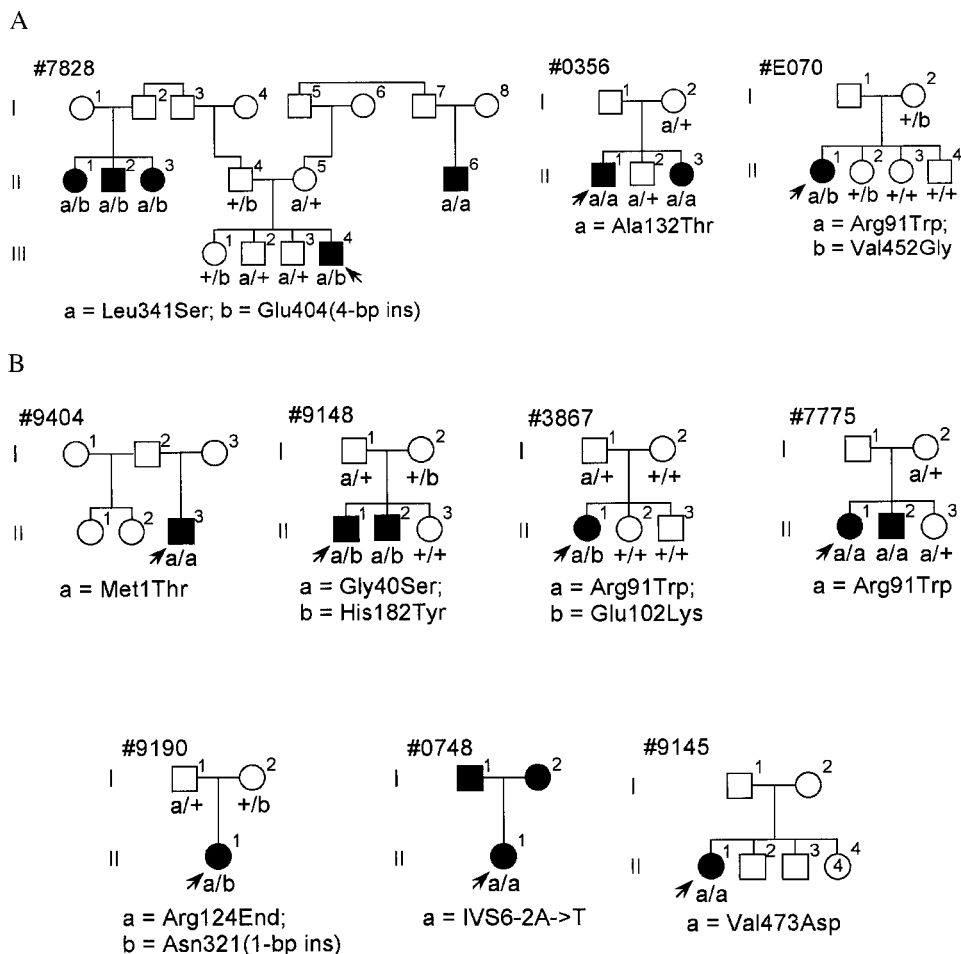 A
#7828
I
1 2 3 4 5 6 7 8
II
1 2 3 4 5 6
a/b a/b a/b +/b a/+ a/a
III
1 2 3 4
+/b a/+ a/+ a/b
a = Leu341Ser; b = Glu404(4-bp ins)
#0356
I
1 2
a/+
II
1 2 3
a/a a/+ a/a
a = Ala132Thr
#E070
I
1 2
+/b
II
1 2 3 4
a/b +/b +/+ +/+
a = Arg91Trp;
b = Val452Gly
B
#9404
I
1 2 3
II
1 2 3
a/a
a = Met1Thr
#9148
I
1 2
a/+ +/b
II
1 2 3
a/b a/b +/+
a = Gly40Ser;
b = His182Tyr
#3867
I
1 2
a/+ +/+
II
1 2 3
a/b +/+ +/+
a = Arg91Trp;
b = Glu102Lys
#7775
I
1 2
a/+
II
1 2 3
a/a a/a a/+
a = Arg91Trp
#9190
I
1 2
a/+ +/b
II
1
a/b
a = Arg124End;
b = Asn321(1-bp ins)
#0748
I
1 2
II
1
a/a
a = IVS6-2A->T
#9145
I
1 2
II
1 2 3 4 4
a/a
a = Val473Asp